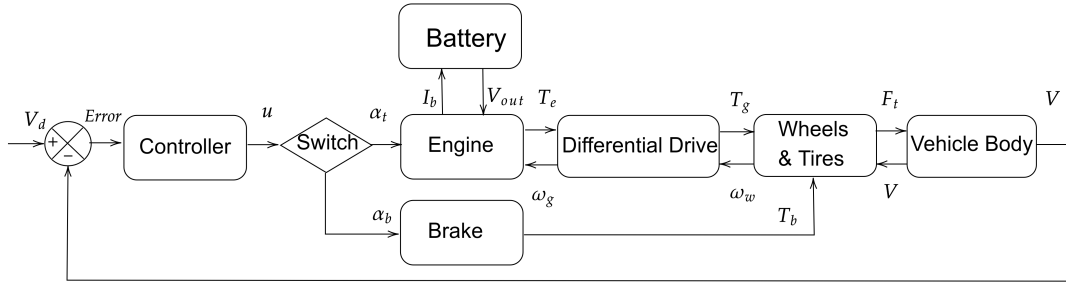 Battery
V_d
Error
u
α_t
I_b
V_out
T_e
T_g
F_t
V
+
−
Controller
Switch
Engine
Differential Drive
Wheels
& Tires
Vehicle Body
ω_g
ω_w
V
α_b
Brake
T_b